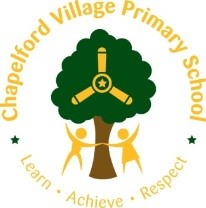 Chapelford Village Primary School
Learn • Achieve • Respect